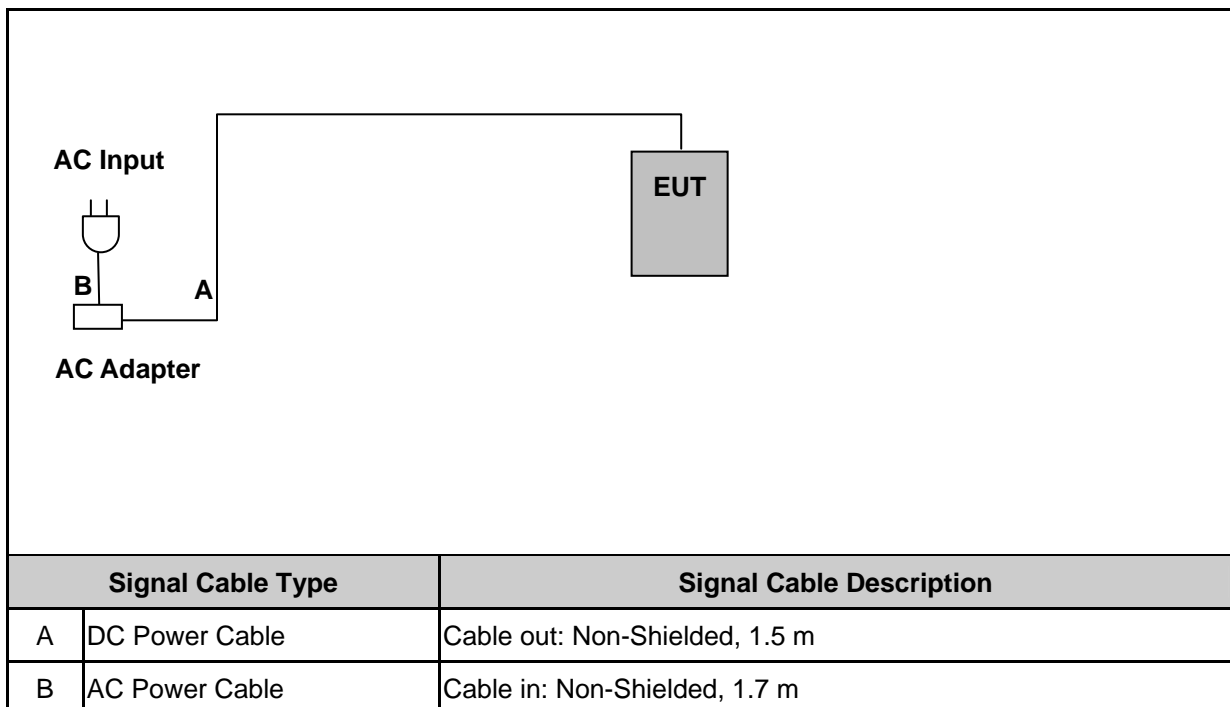 AC Input
EUT
B
A
AC Adapter
Signal Cable Type Signal Cable Description
A DC Power Cable Cable out: Non-Shielded, 1.5 m
B AC Power Cable Cable in: Non-Shielded, 1.7 m